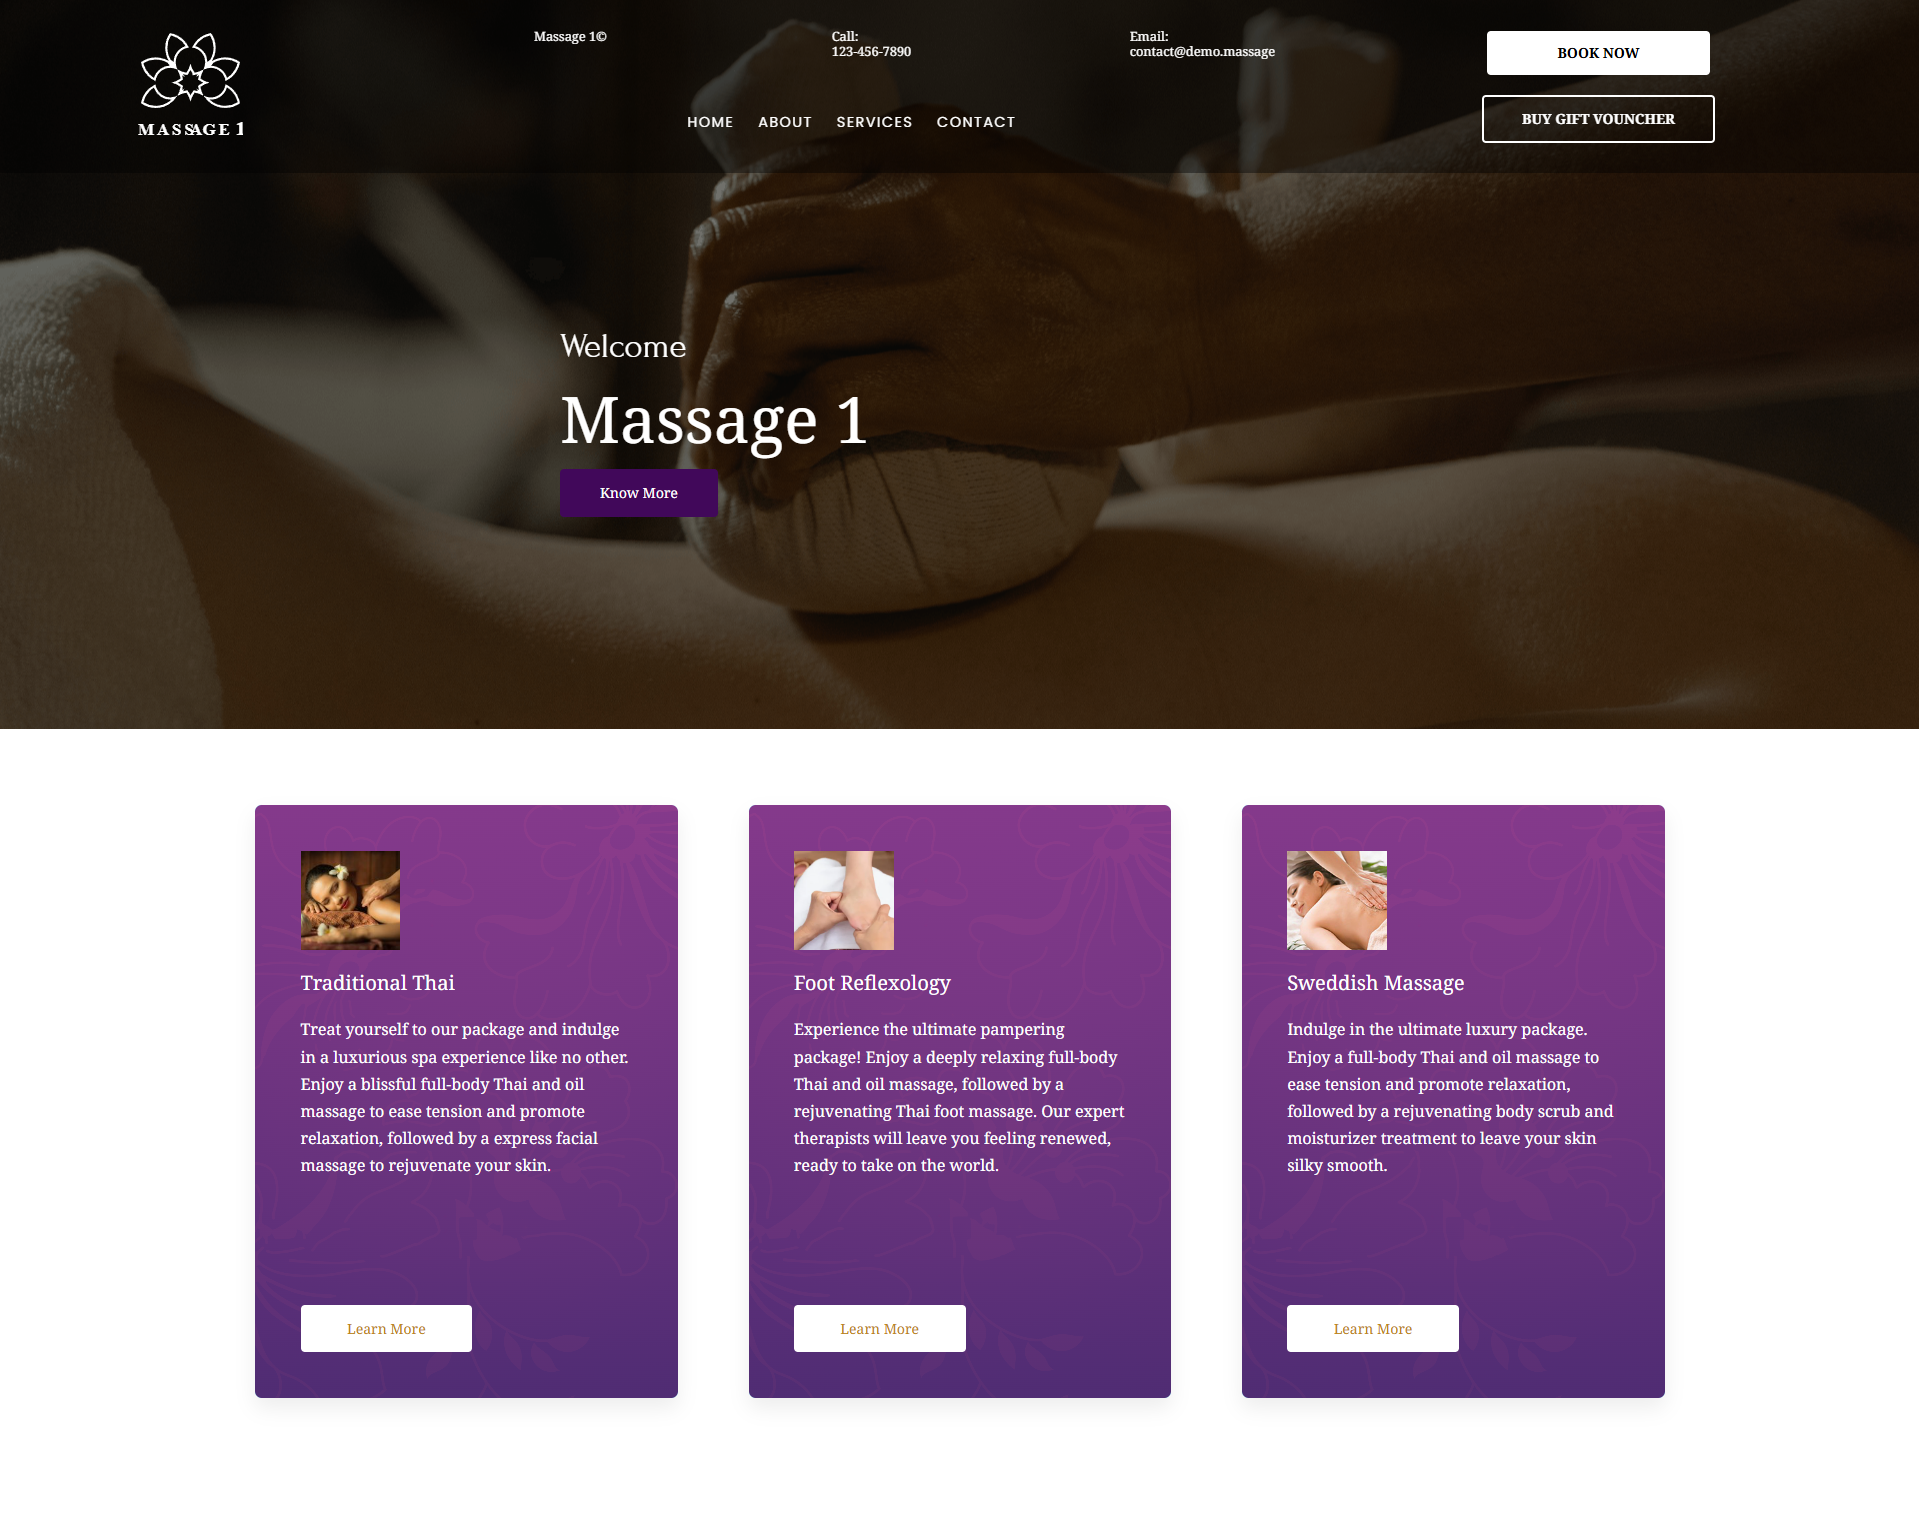 MASSAGE 1
Massage 1©
Call:
123-456-7890
Email:
contact@demo.massage
BOOK NOW
BUY GIFT VOUNCHER
HOME ABOUT SERVICES CONTACT
Welcome
Massage 1
Know More
Traditional Thai
Treat yourself to our package and indulge
in a luxurious spa experience like no other.
Enjoy a blissful full-body Thai and oil
massage to ease tension and promote
relaxation, followed by a express facial
massage to rejuvenate your skin.
Learn More
Foot Reflexology
Experience the ultimate pampering
package! Enjoy a deeply relaxing full-body
Thai and oil massage, followed by a
rejuvenating Thai foot massage. Our expert
therapists will leave you feeling renewed,
ready to take on the world.
Learn More
Sweddish Massage
Indulge in the ultimate luxury package.
Enjoy a full-body Thai and oil massage to
ease tension and promote relaxation,
followed by a rejuvenating body scrub and
moisturizer treatment to leave your skin
silky smooth.
Learn More